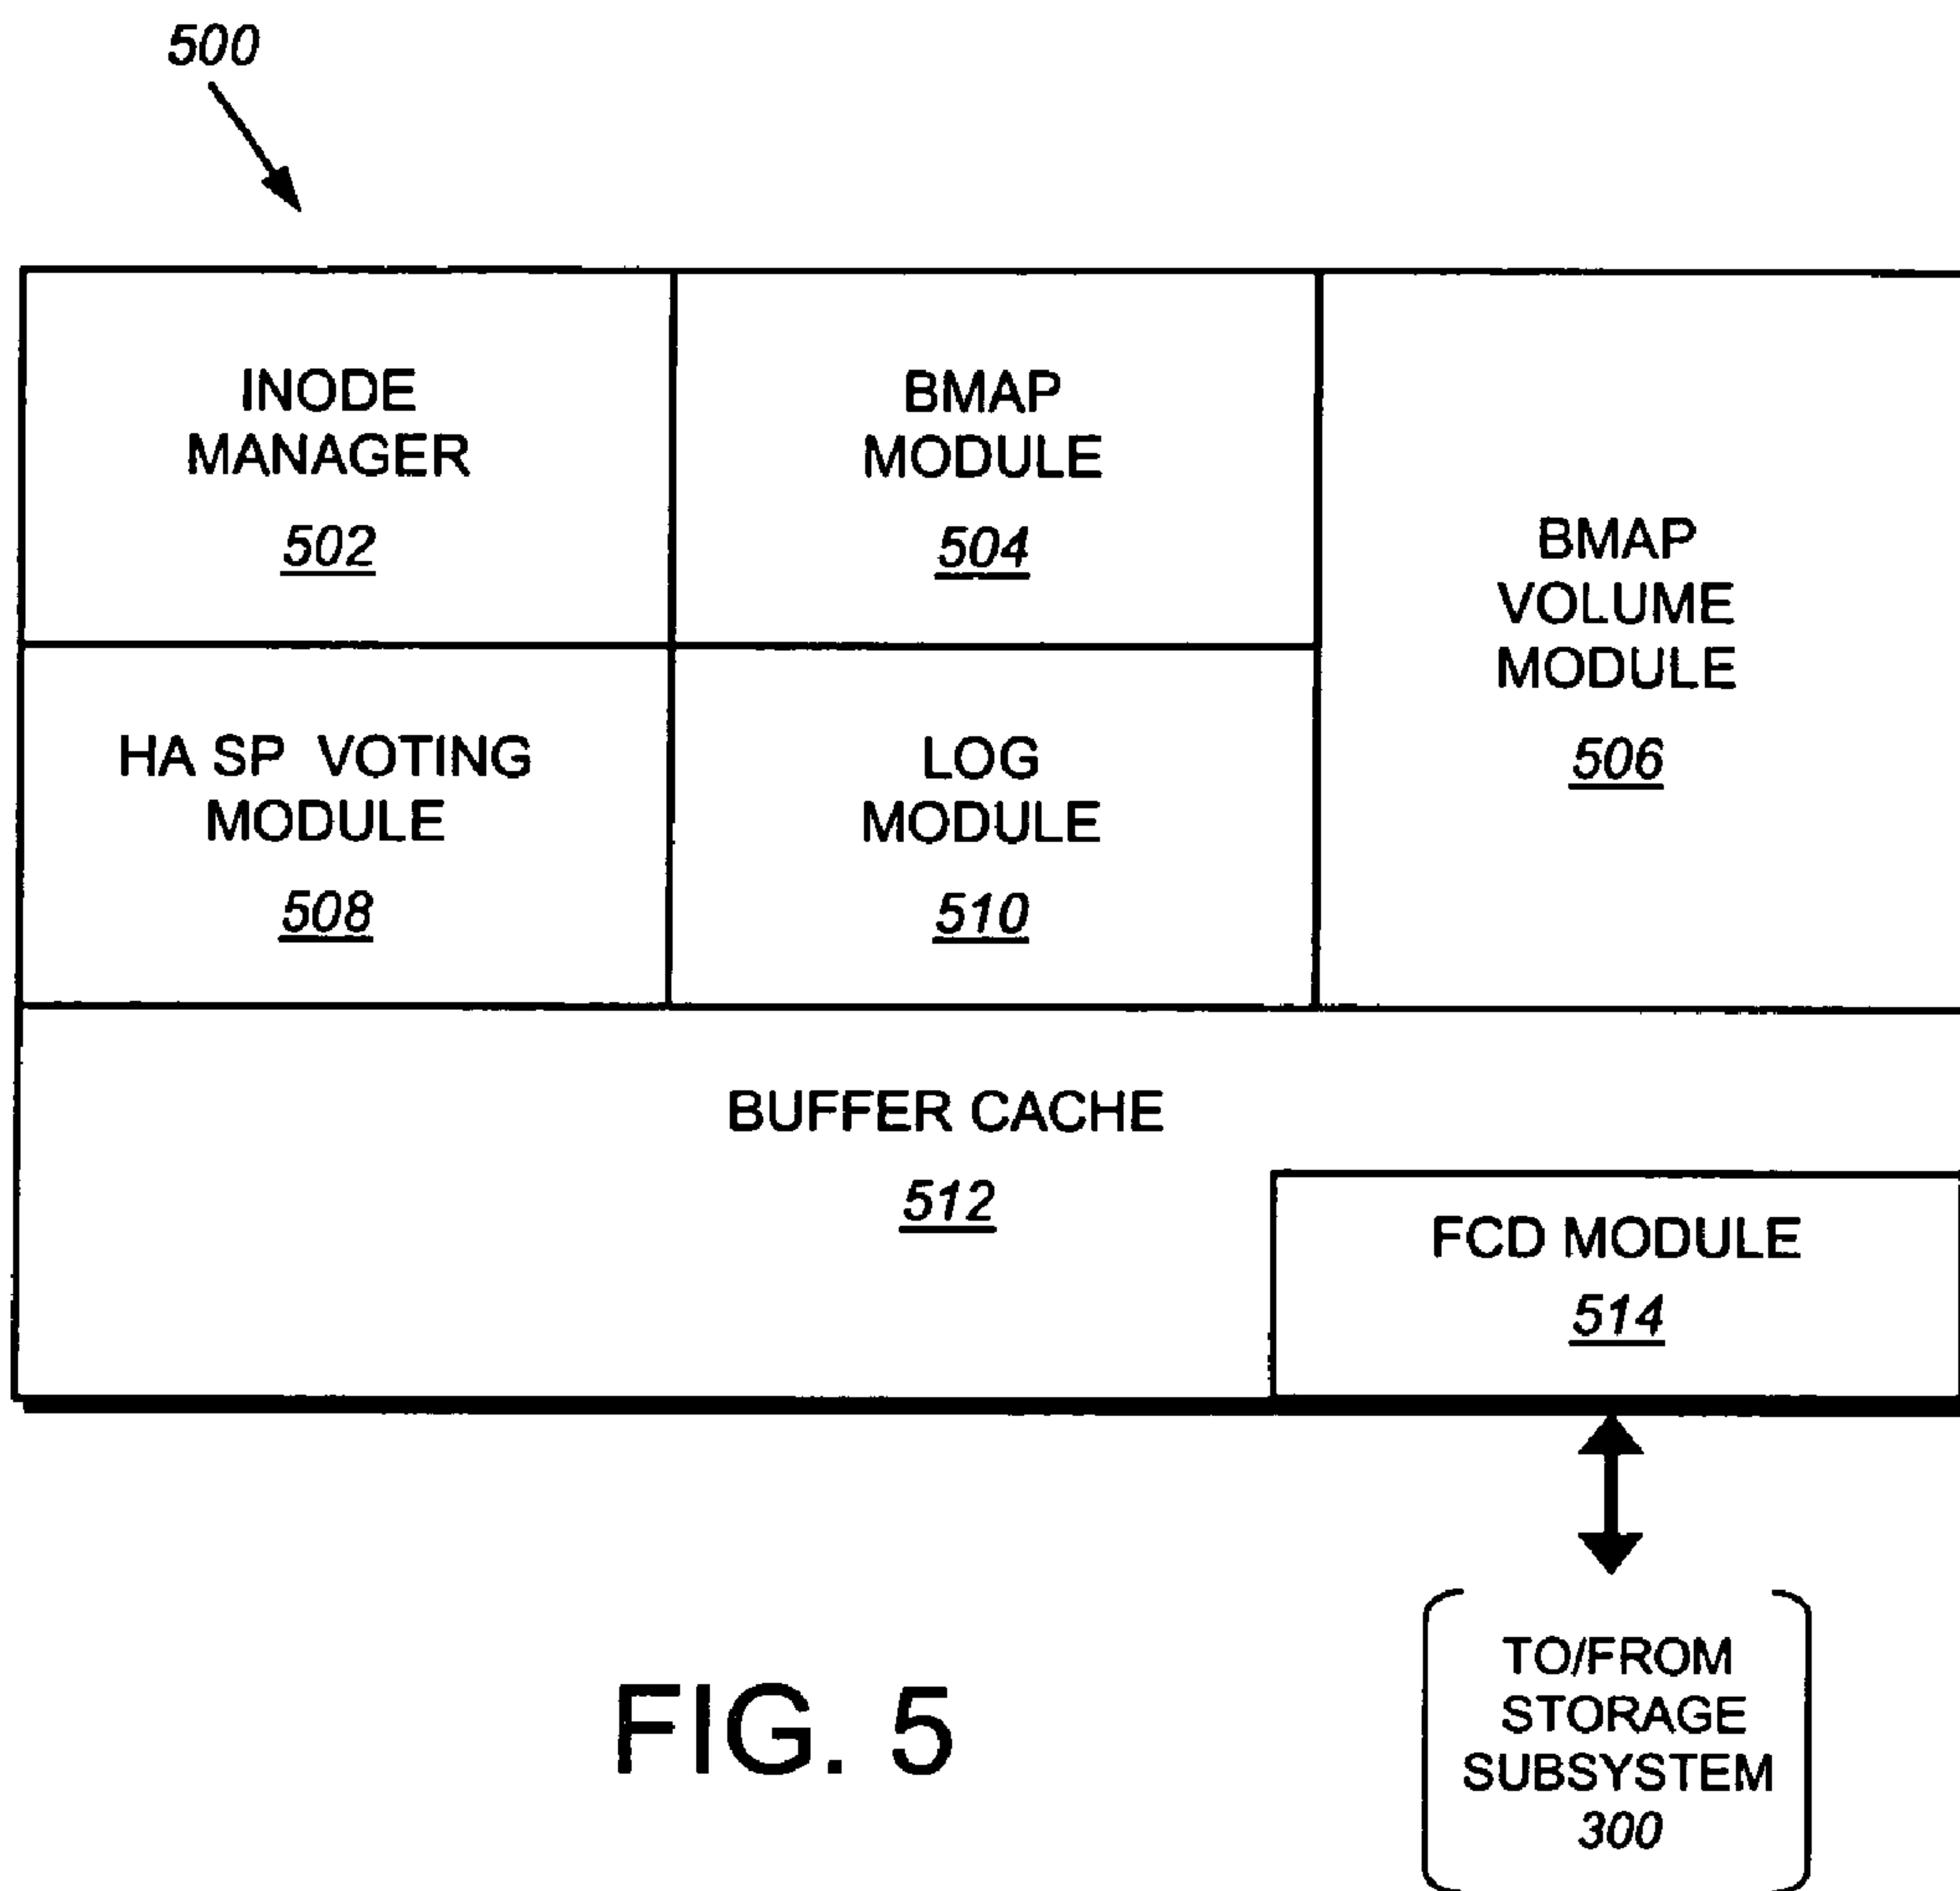 500
INODE
MANAGER
502
BMAP
MODULE
504
BMAP
VOLUME
MODULE
506
HA SP VOTING
MODULE
508
LOG
MODULE
510
BUFFER CACHE
512
FCD MODULE
514
TO/FROM
STORAGE
SUBSYSTEM
300
FIG. 5